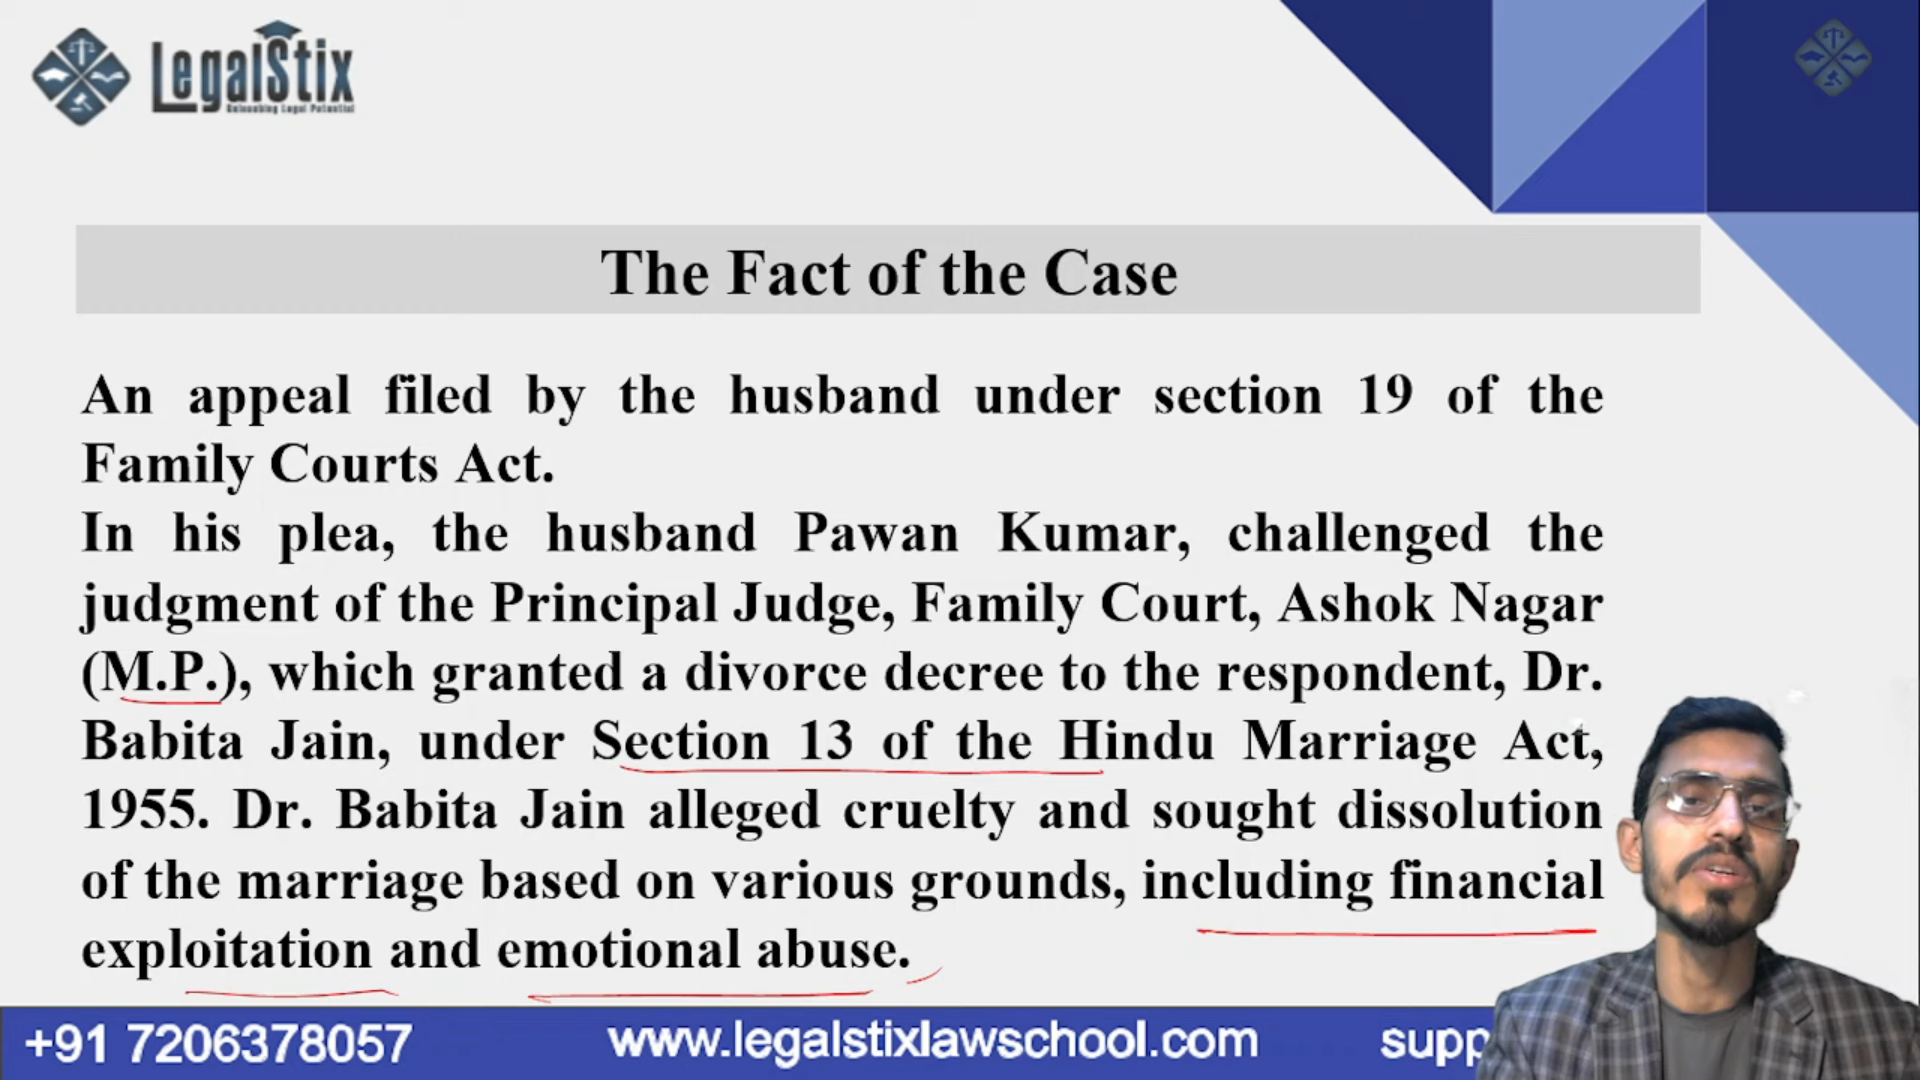 LegalStix
Unleashing Legal Potential
The Fact of the Case
An appeal filed by the husband under section 19 of the
Family Courts Act.
In his plea, the husband Pawan Kumar, challenged the
judgment of the Principal Judge, Family Court, Ashok Nagar
(M.P.), which granted a divorce decree to the respondent, Dr.
Babita Jain, under Section 13 of the Hindu Marriage Act,
1955. Dr. Babita Jain alleged cruelty and sought dissolution
of the marriage based on various grounds, including financial
exploitation and emotional abuse.
+91 7206378057 www.legalstixlawschool.com supp